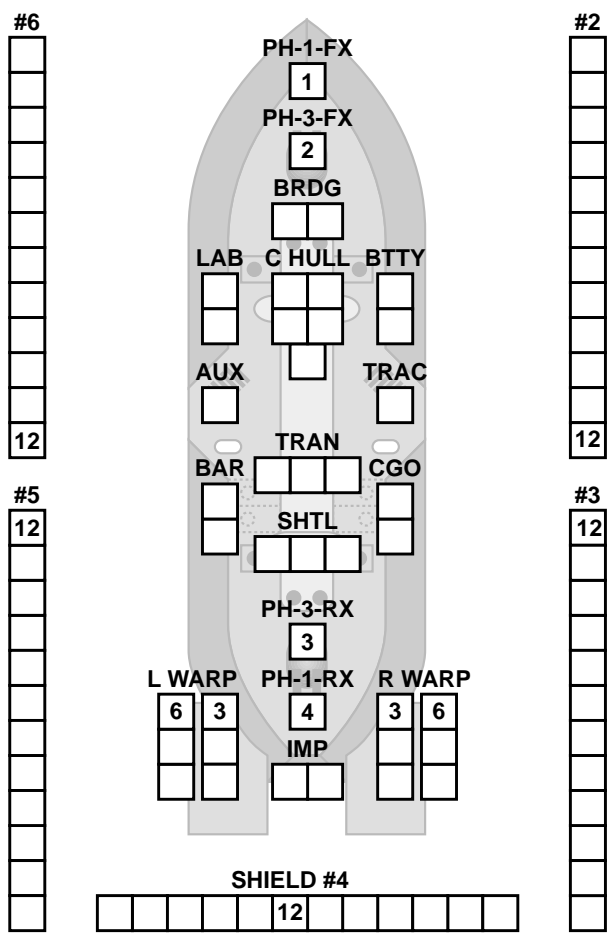 #6 #2
PH-1-FX
1
PH-3-FX
2
BRDG
LAB C HULL BTTY
AUX TRAC
12 TRAN 12
BAR CGO
#5 #3
12 SHTL 12
PH-3-RX
3
L WARP PH-1-RX R WARP
6 3 4 3 6
IMP
SHIELD #4
12